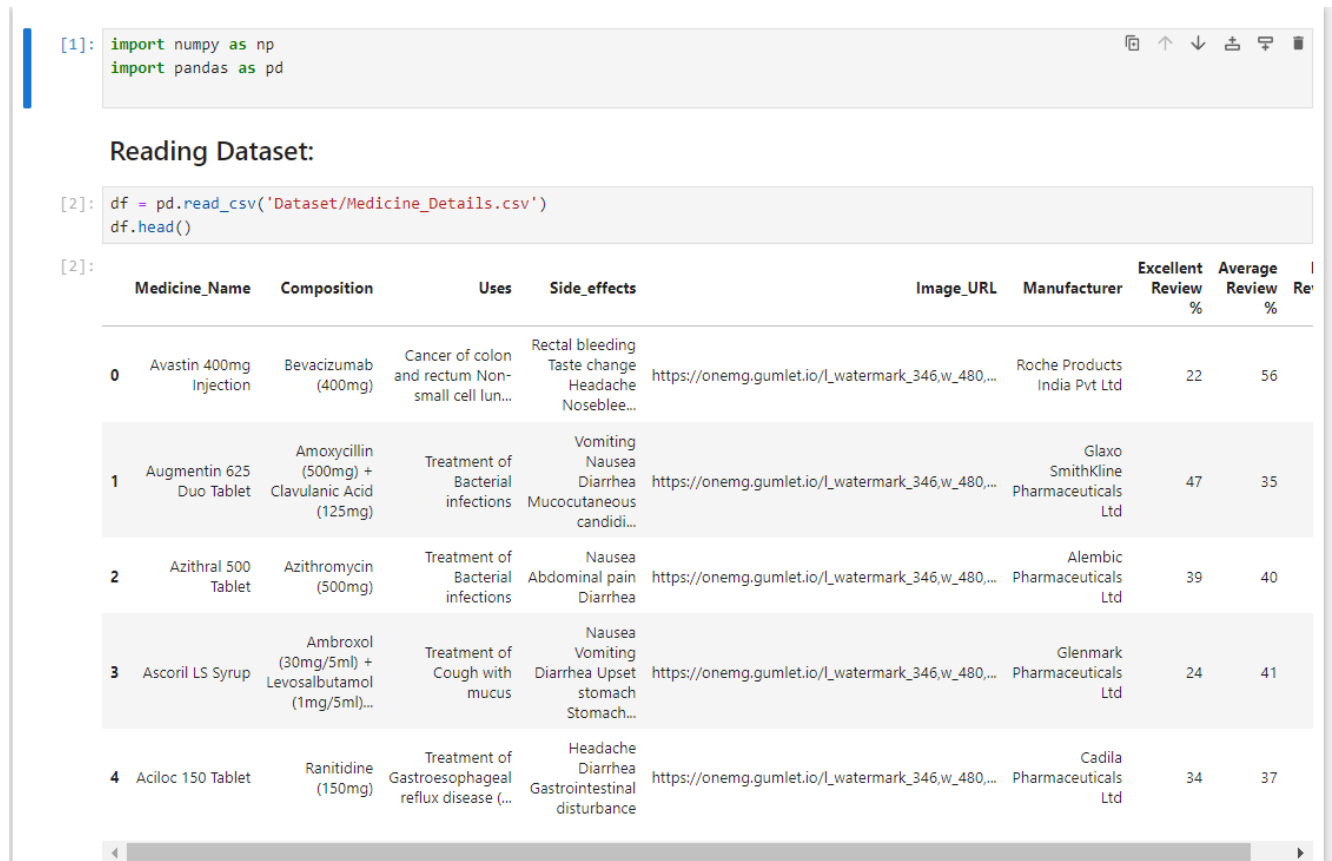 [1]: import numpy as np
import pandas as pd
Reading Dataset:
[2]: df = pd.read_csv('Dataset/Medicine_Details.csv')
df.head()
[2]:
Medicine_Name Composition Uses Side_effects Image_URL Manufacturer Excellent Review % Average Review %
0 Avastin 400mg Injection Bevacizumab (400mg) Cancer of colon and rectum Non-small cell lun... Rectal bleeding Taste change Headache Noseblee... https://onemg.gumlet.io/l_watermark_346,w_480,... Roche Products India Pvt Ltd 22 56
1 Augmentin 625 Duo Tablet Amoxycillin (500mg) + Clavulanic Acid (125mg) Treatment of Bacterial infections Vomiting Nausea Diarrhea Mucocutaneous candidi... https://onemg.gumlet.io/l_watermark_346,w_480,... Glaxo SmithKline Pharmaceuticals Ltd 47 35
2 Azithral 500 Tablet Azithromycin (500mg) Treatment of Bacterial infections Nausea Abdominal pain Diarrhea https://onemg.gumlet.io/l_watermark_346,w_480,... Alembic Pharmaceuticals Ltd 39 40
3 Ascoril LS Syrup Ambroxol (30mg/5ml) + Levosalbutamol (1mg/5ml)... Treatment of Cough with mucus Nausea Vomiting Diarrhea Upset stomach Stomach... https://onemg.gumlet.io/l_watermark_346,w_480,... Glenmark Pharmaceuticals Ltd 24 41
4 Aciloc 150 Tablet Ranitidine (150mg) Treatment of Gastroesophageal reflux disease (... Headache Diarrhea Gastrointestinal disturbance https://onemg.gumlet.io/l_watermark_346,w_480,... Cadila Pharmaceuticals Ltd 34 37